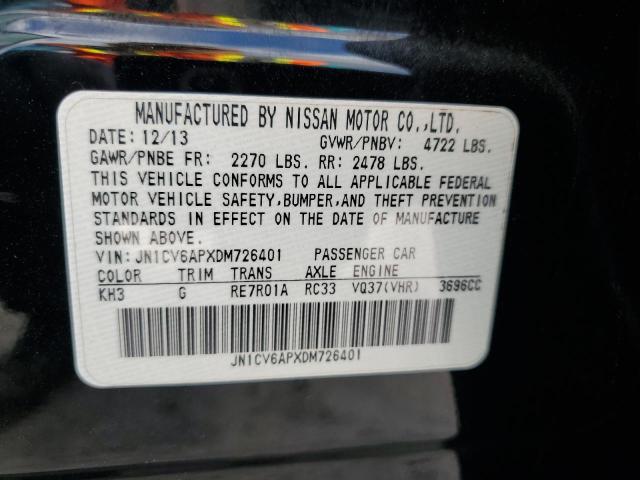 MANUFACTURED BY NISSAN MOTOR CO.,LTD.
DATE: 12/13 GVWR/PNBV: 4722 LBS.
GAWR/PNBE FR: 2270 LBS. RR: 2478 LBS.
THIS VEHICLE CONFORMS TO ALL APPLICABLE FEDERAL
MOTOR VEHICLE SAFETY,BUMPER,AND THEFT PREVENTION
STANDARDS IN EFFECT ON THE DATE OF MANUFACTURE
SHOWN ABOVE.
VIN: JN1CV6APXDM726401 PASSENGER CAR
COLOR TRIM TRANS AXLE ENGINE
KH3 G RE7R01A RC33 VQ37(VHR) 3696CC
JN1CV6APXDM726401